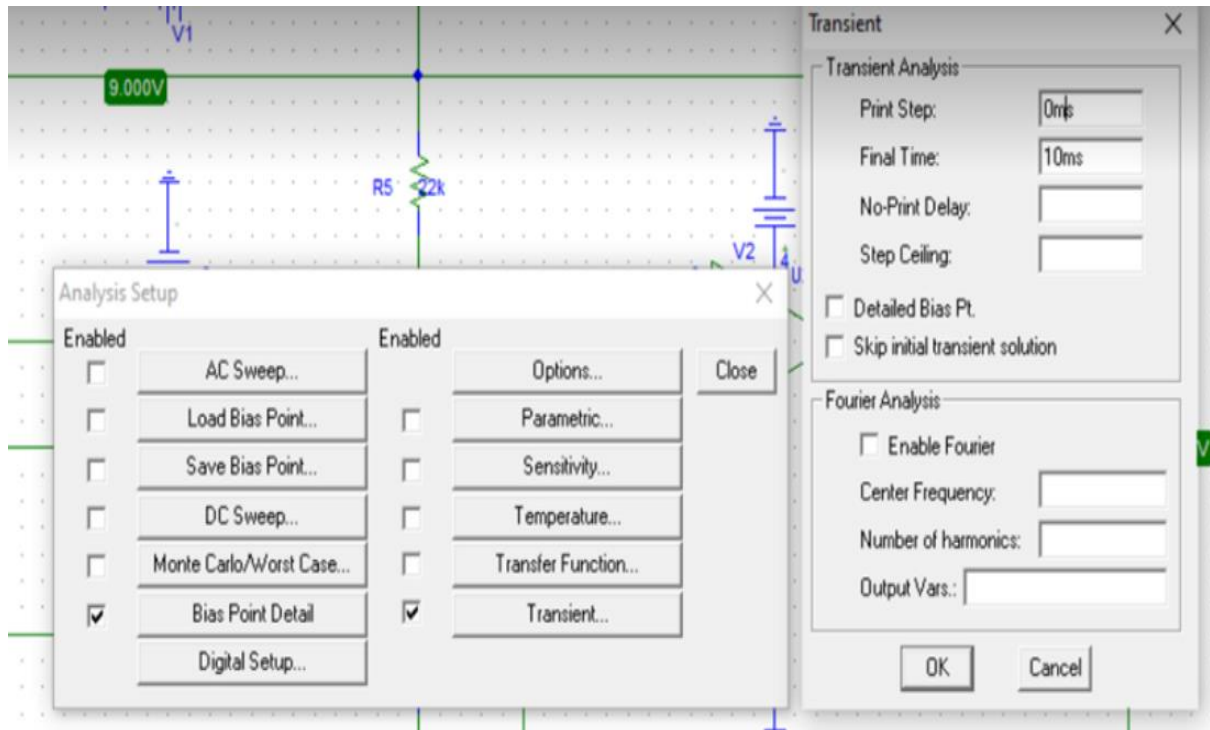 V1
9.000V
R5 22k
V2
4
Transient
Transient Analysis
Print Step: 0ms
Final Time: 10ms
No-Print Delay:
Step Ceiling:
Detailed Bias Pt.
Skip initial transient solution
Fourier Analysis
Enable Fourier
Center Frequency:
Number of harmonics:
Output Vars.:
OK Cancel
V
Analysis Setup
Enabled Enabled
AC Sweep... Options... Close
Load Bias Point... Parametric...
Save Bias Point... Sensitivity...
DC Sweep... Temperature...
Monte Carlo/Worst Case... Transfer Function...
Bias Point Detail Transient...
Digital Setup...